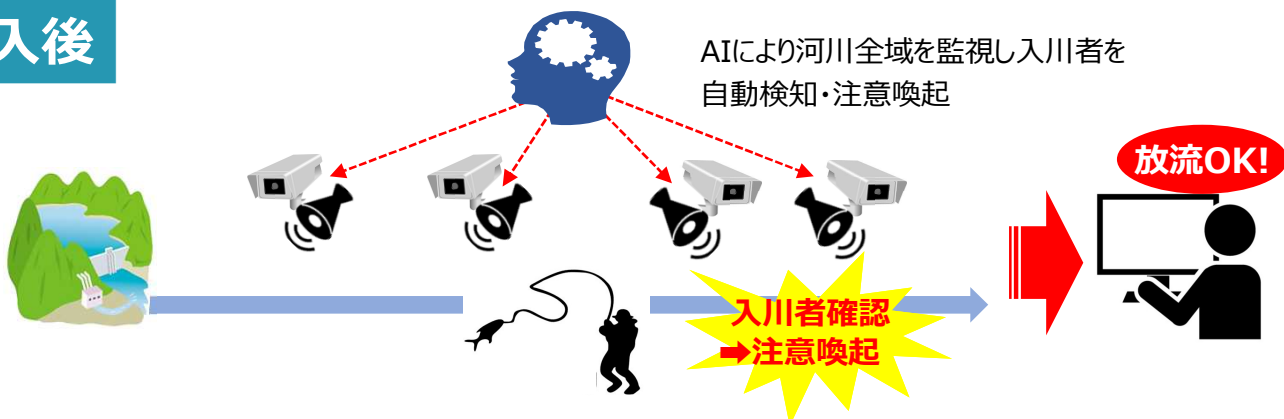 入後
AIにより河川全域を監視し入川者を
自動検知・注意喚起
放流OK!
入川者確認
➡注意喚起